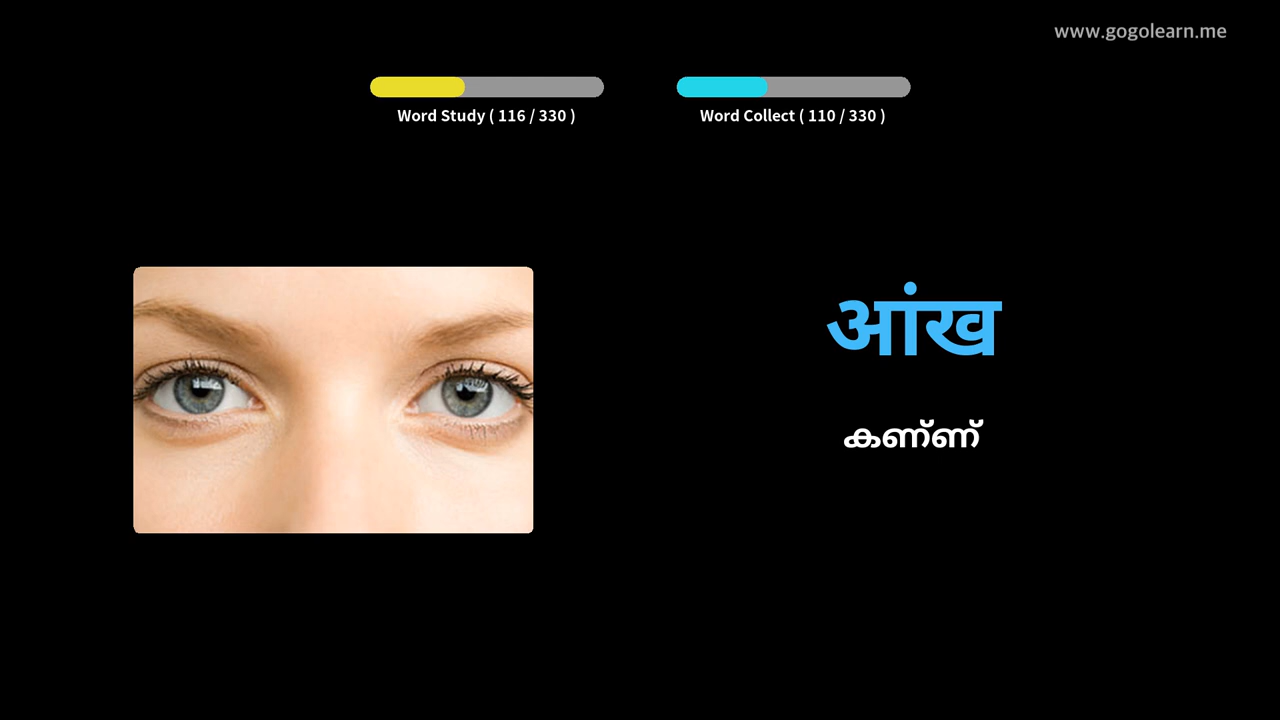 www.gogolearn.me
Word Study ( 116 / 330 )
Word Collect ( 110 / 330 )
आंख
കണ്ണ്